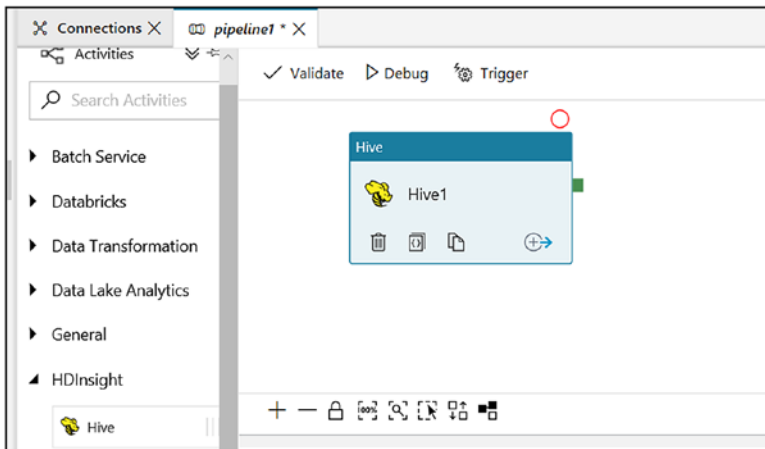 Connections
pipeline1 *
Activities
Validate
Debug
Trigger
Search Activities
Batch Service
Databricks
Data Transformation
Data Lake Analytics
General
HDInsight
Hive
Hive
Hive1
100%